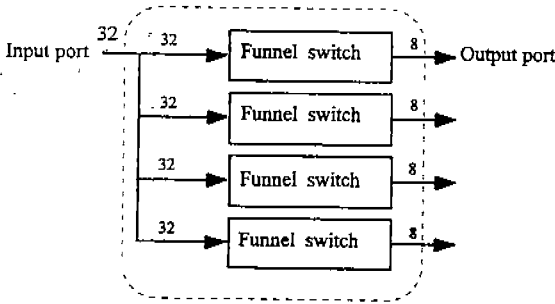 32
Input port
32 Funnel switch 8 Output port
32 Funnel switch 8
32 Funnel switch 8
32 Funnel switch 8